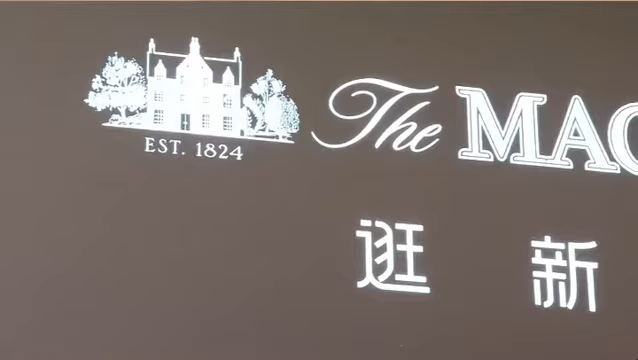 EST. 1824
The MAC
逛 新